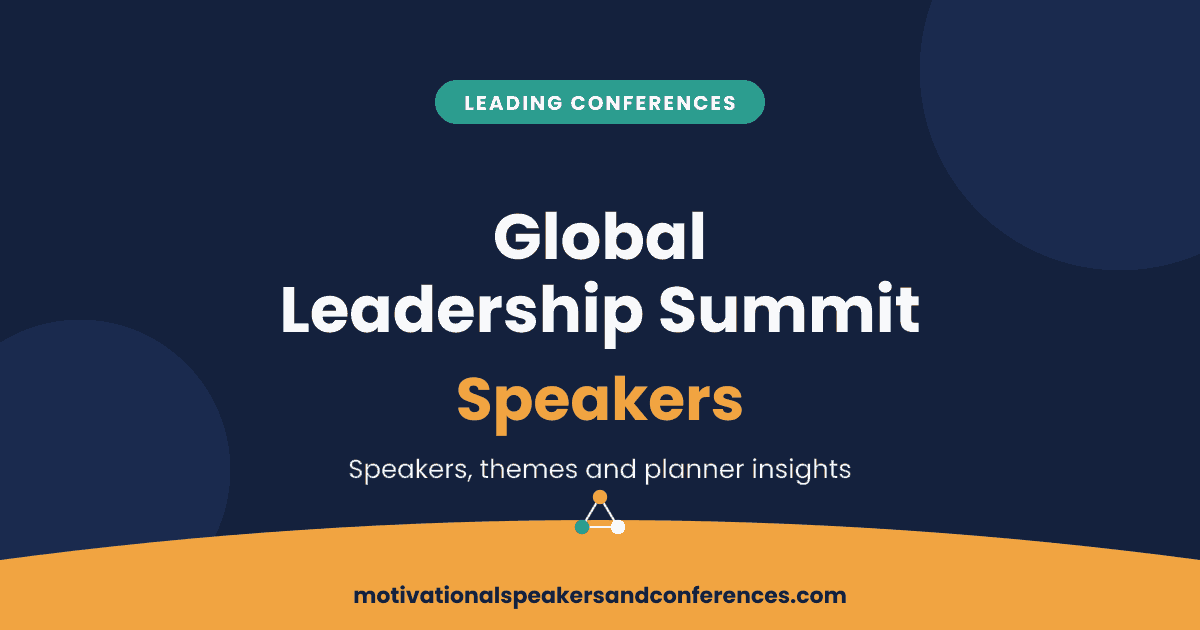 LEADING CONFERENCES
Global
Leadership Summit
Speakers
Speakers, themes and planner insights
motivationalspeakersandconferences.com